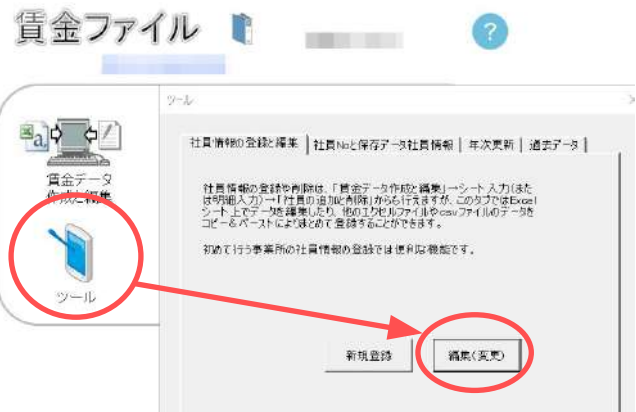 賃金ファイル
?
ツール
社員情報の登録と編集
社員Noと保存データ社員情報
年次更新
過去データ
賃金データ
作成と編集
社員情報の登録や削除は、「賃金データ作成と編集」→シート入力(また
は明細入力)→「社員の追加と削除」からも行えますが、このタブではExcel
シート上でデータを編集したり、他のエクセルファイルやcsvファイルのデータを
コピー＆ペーストによりまとめて登録することができます。
初めて行う事業所の社員情報の登録では便利な機能です。
ツール
新規登録
編集(変更)